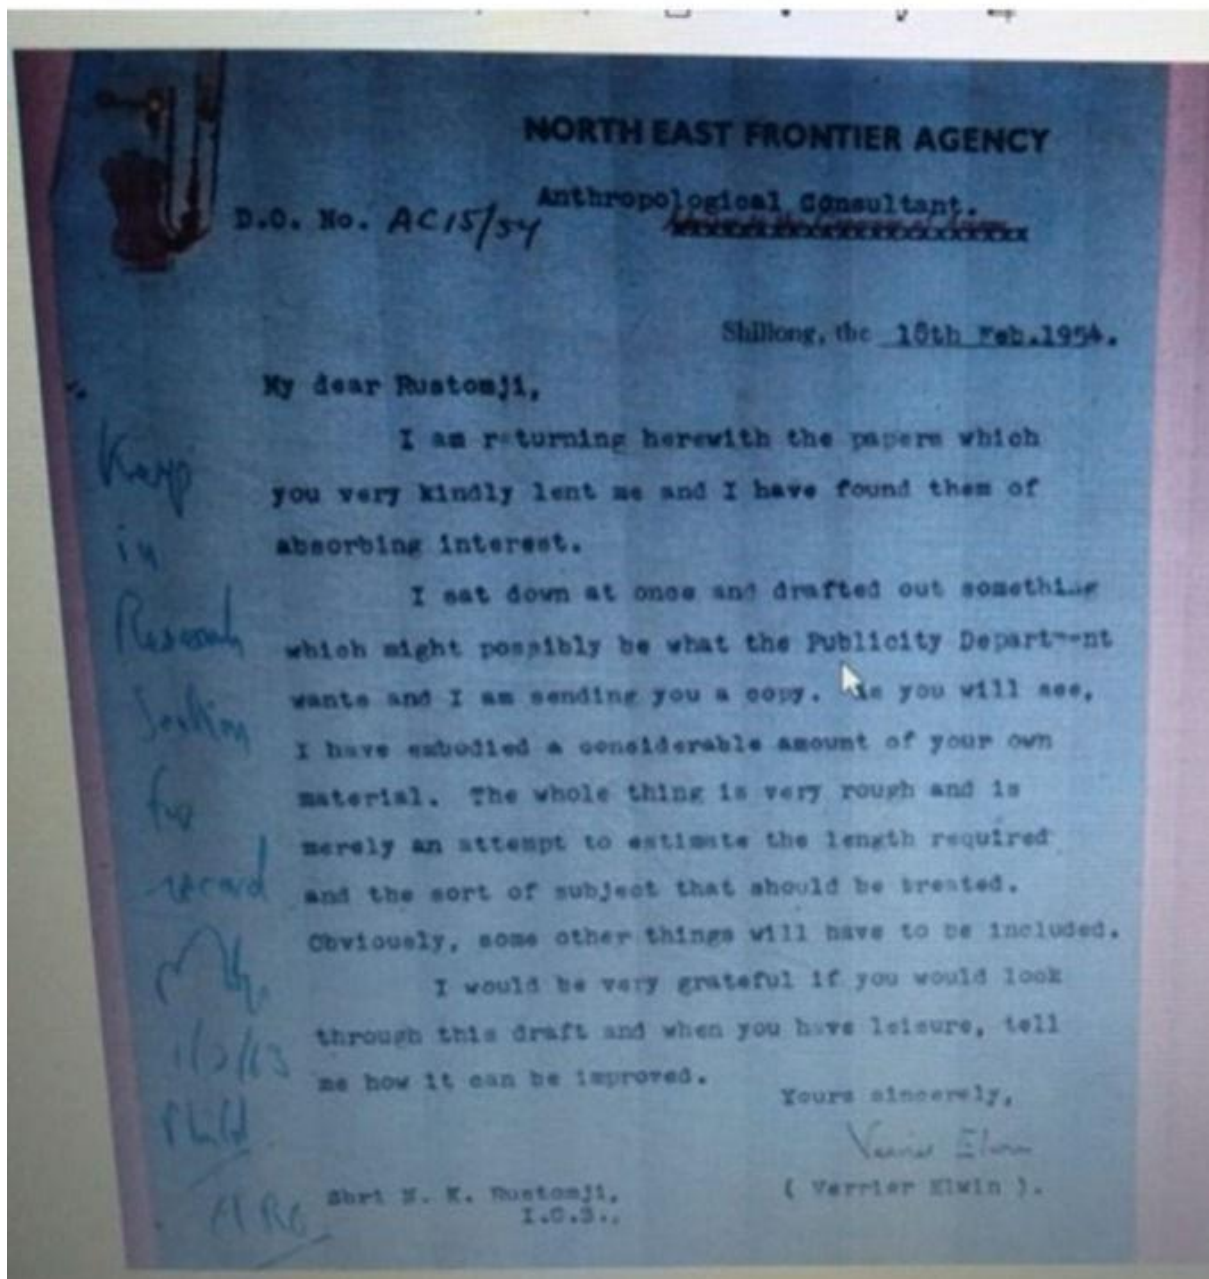 NORTH EAST FRONTIER AGENCY
Anthropological Consultant.
D.O. No. AC15/54
Shillong, the 18th Feb.1954.
My dear Rustomji,
I am returning herewith the papers which
you very kindly lent me and I have found them of
absorbing interest.
I sat down at once and drafted out something
which might possibly be what the Publicity Department
wants and I am sending you a copy. As you will see,
I have embodied a considerable amount of your own
material. The whole thing is very rough and is
merely an attempt to estimate the length required
and the sort of subject that should be treated.
Obviously, some other things will have to be included.
I would be very grateful if you would look
through this draft and when you have leisure, tell
me how it can be improved.
Yours sincerely,
Verrier Elwin
( Verrier Elwin ).
Shri N. K. Rustomji,
I.C.S.,
Keep
in
Research
Section
for
record